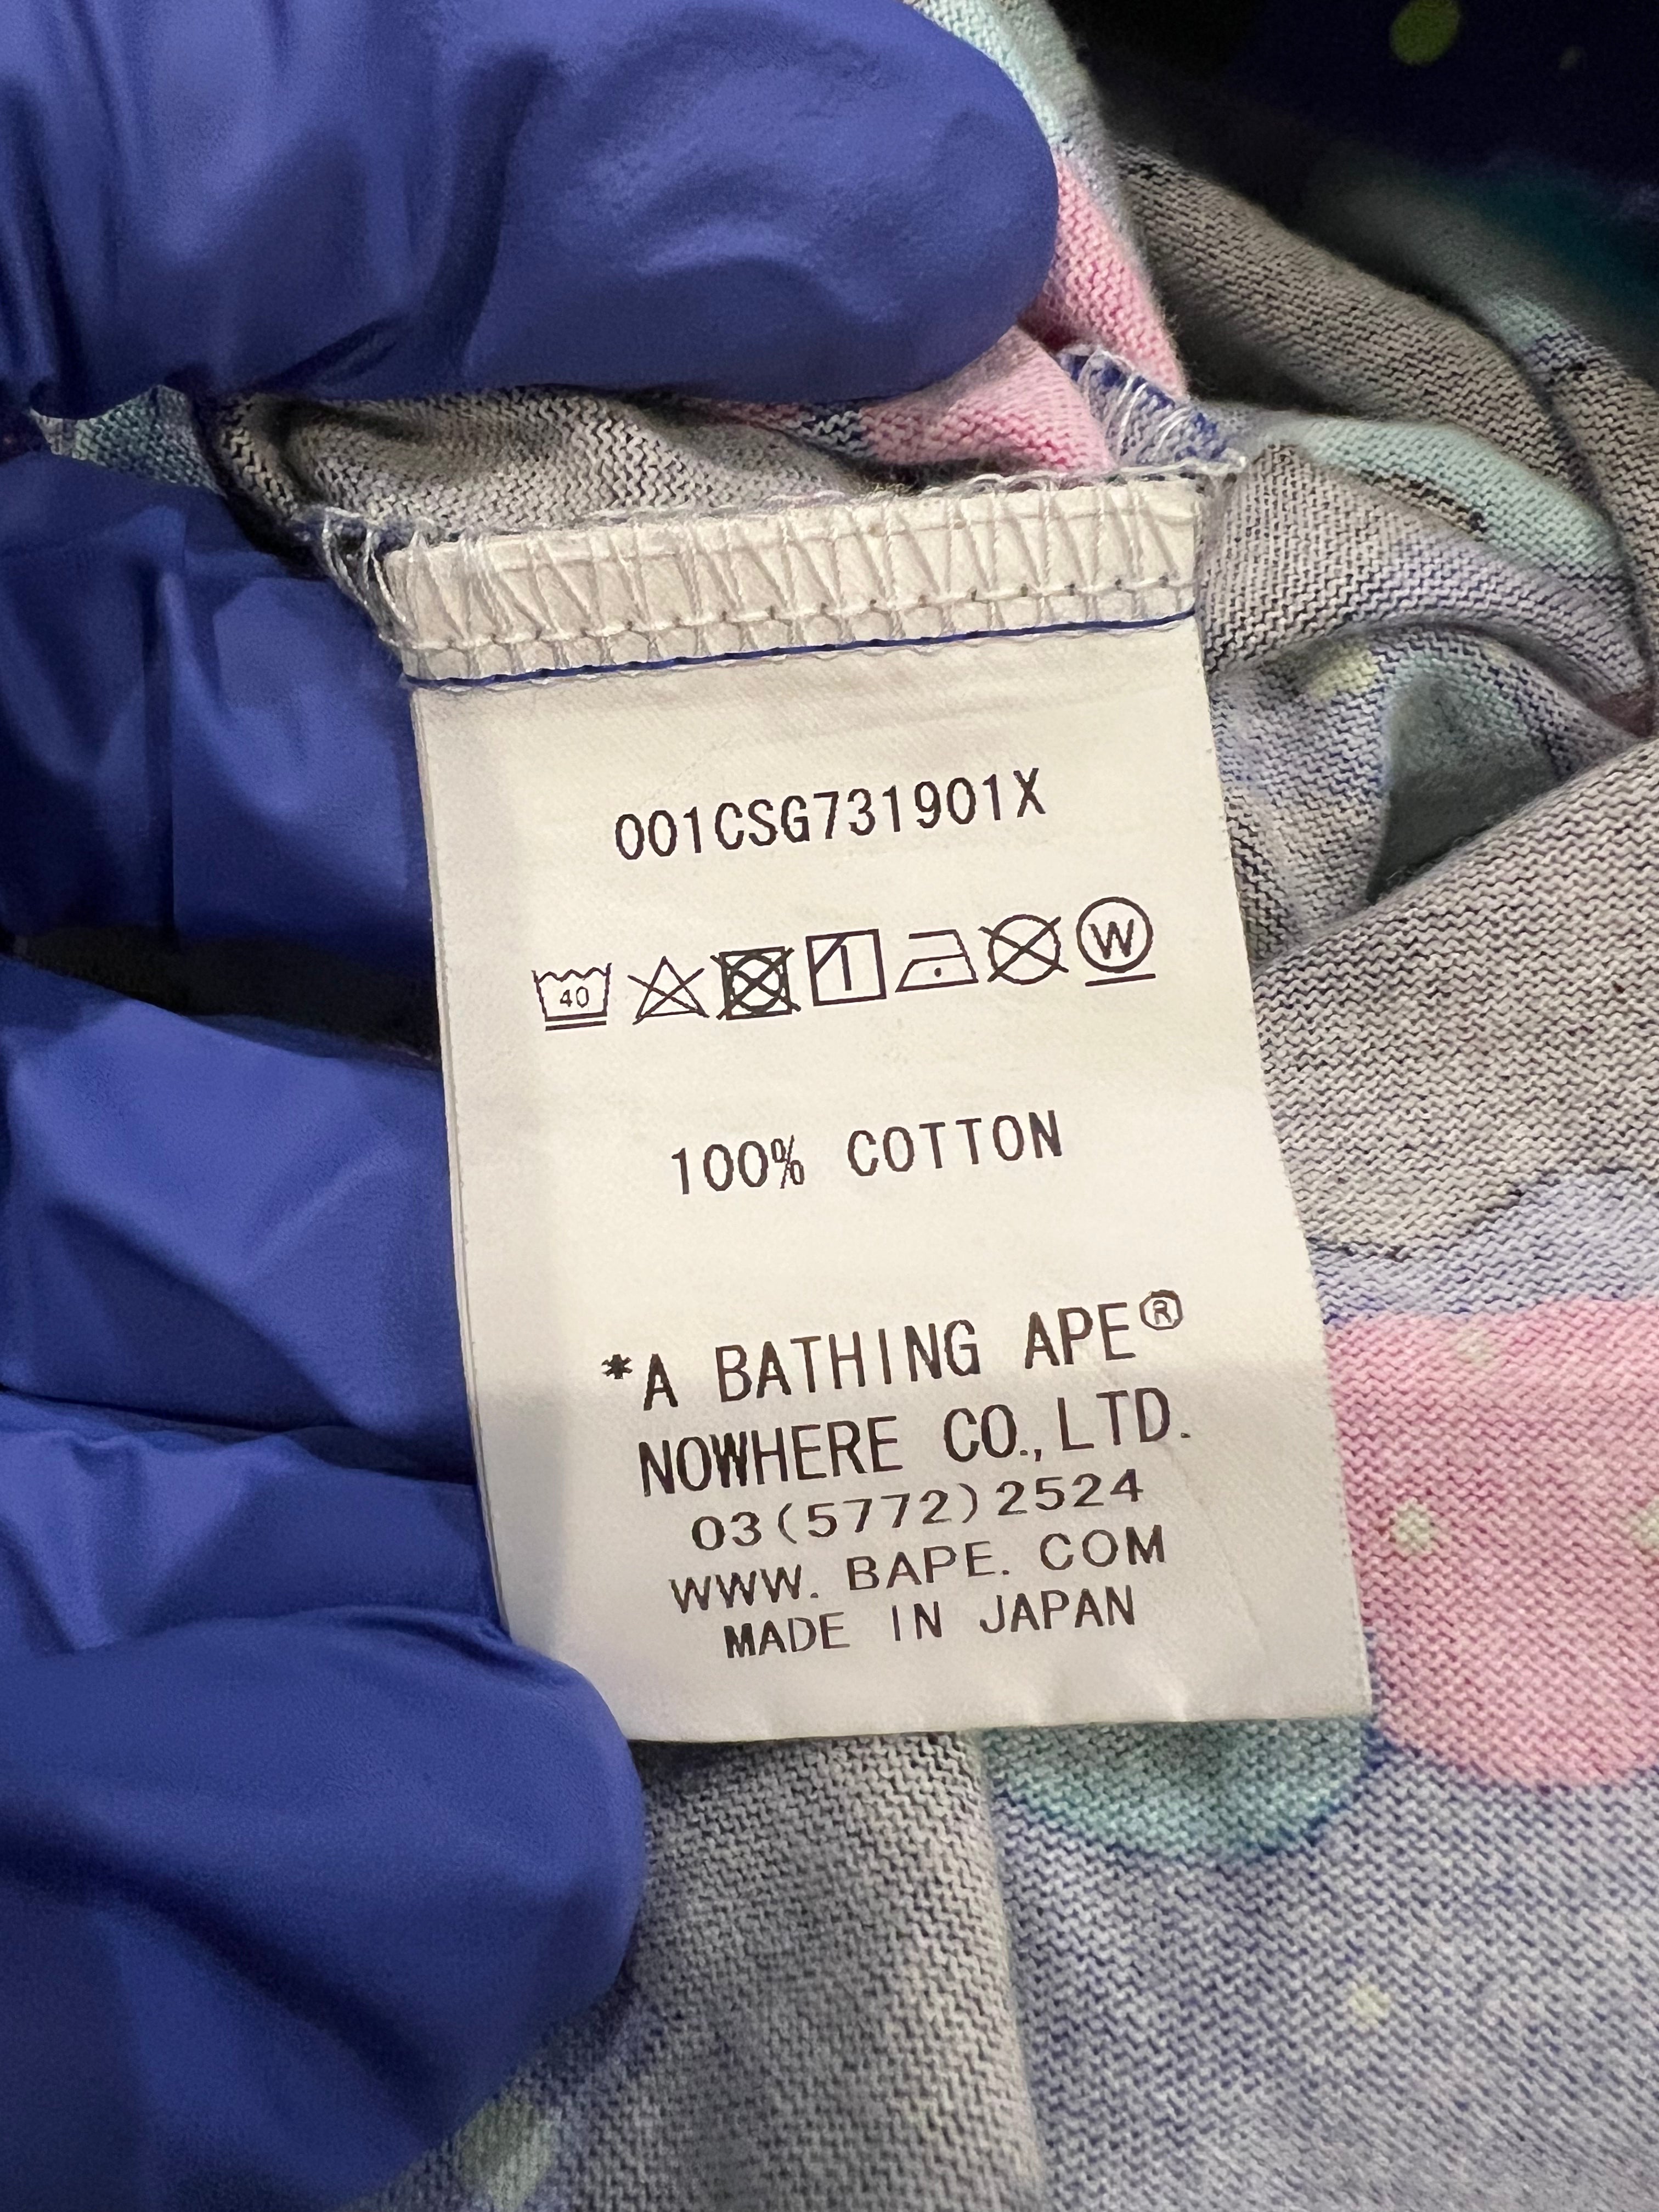 001CSG731901X
40 W
100% COTTON
*A BATHING APE®
NOWHERE CO.,LTD.
03(5772)2524
WWW. BAPE. COM
MADE IN JAPAN